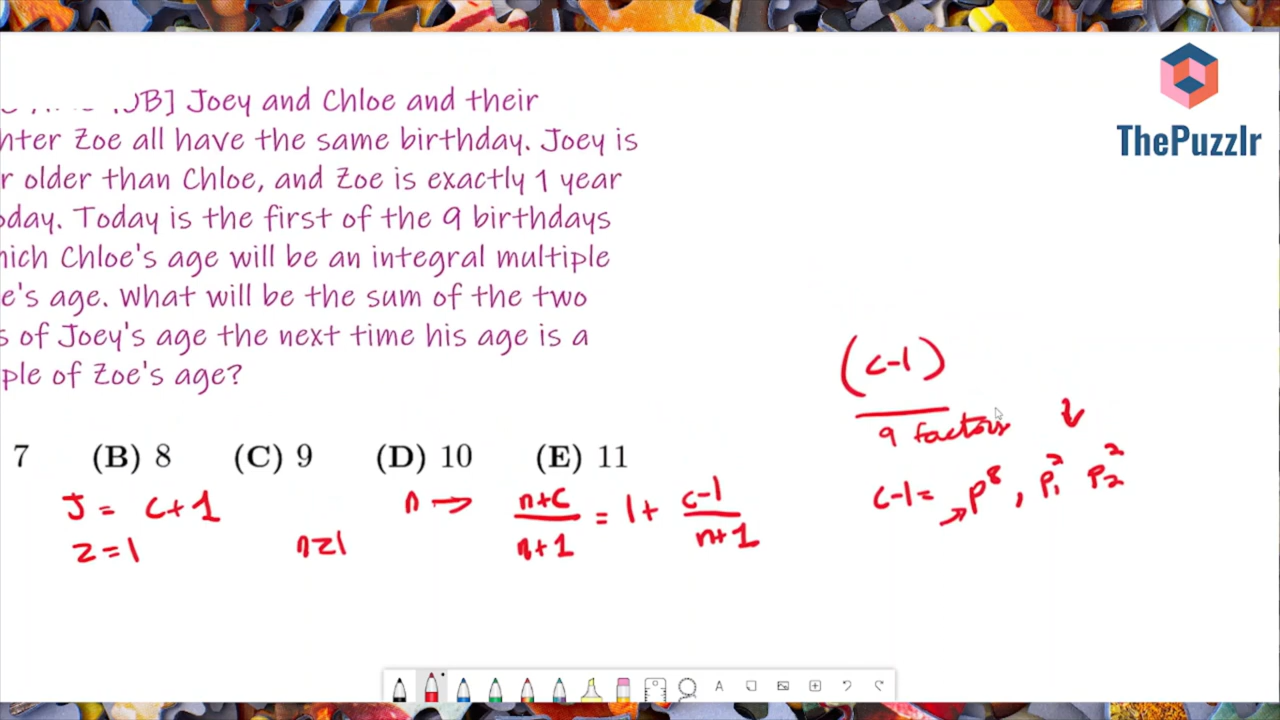 JB] Joey and Chloe and their
ThePuzzlr
hter Zoe all have the same birthday. Joey is
r older than Chloe, and Zoe is exactly 1 year
oday. Today is the first of the 9 birthdays
hich Chloe's age will be an integral multiple
e's age. What will be the sum of the two
s of Joey's age the next time his age is a
ple of Zoe's age?
(c-1)
9 factors
7 (B) 8 (C) 9 (D) 10 (E) 11
c-1= p^8, p_1^2 p_2^2
J = c+1
n → n+c/n+1 = 1+ c-1/n+1
z=1
A